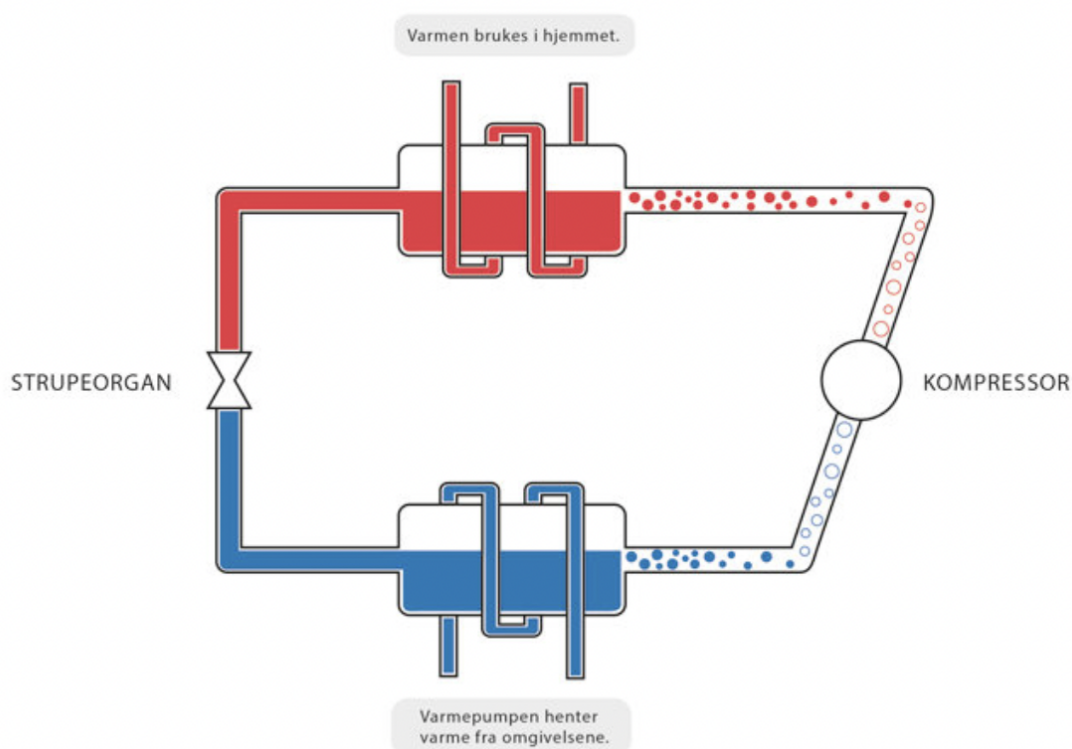 Varmen brukes i hjemmet.
STRUPEORGAN
KOMPRESSOR
Varmepumpen henter
varme fra omgivelsene.